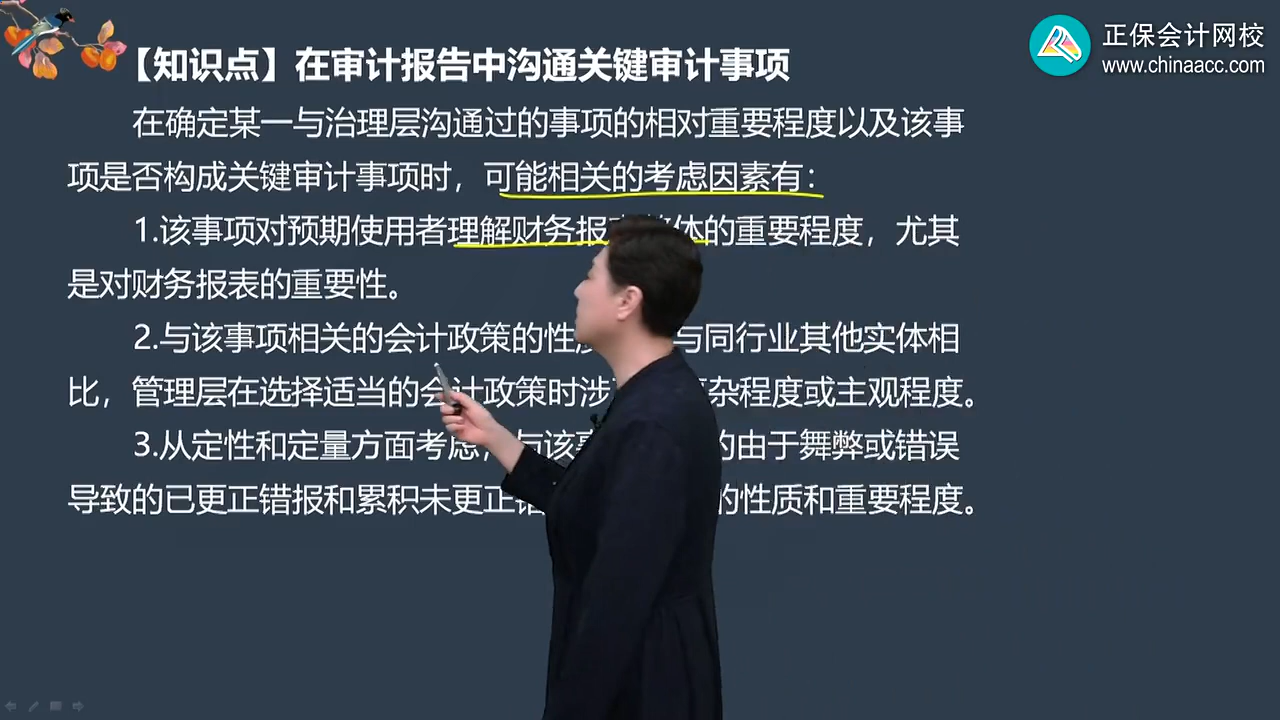 正保会计网校
www.chinaacc.com
【知识点】在审计报告中沟通关键审计事项
在确定某一与治理层沟通过的事项的相对重要程度以及该事
项是否构成关键审计事项时，可能相关的考虑因素有：
1.该事项对预期使用者理解财务报 体的重要程度，尤其
是对财务报表的重要性。
2.与该事项相关的会计政策的性 与同行业其他实体相
比，管理层在选择适当的会计政策时涉 杂程度或主观程度。
3.从定性和定量方面考虑，与该 的由于舞弊或错误
导致的已更正错报和累积未更正 的性质和重要程度。